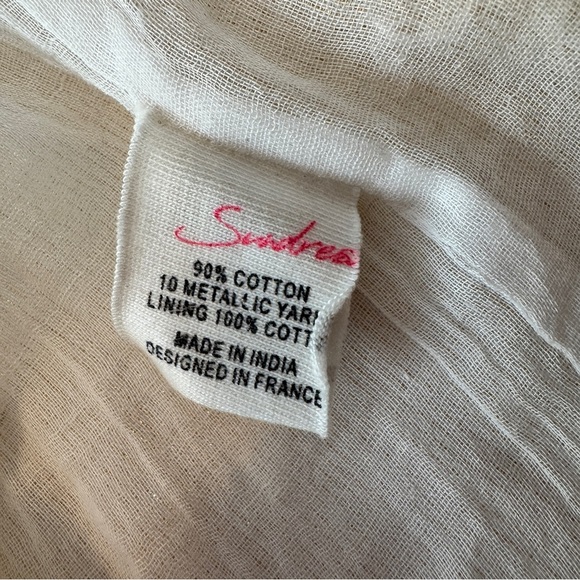 Sundrea
90% COTTON
10 METALLIC YAR
LINING 100% COTT
MADE IN INDIA
DESIGNED IN FRANCE